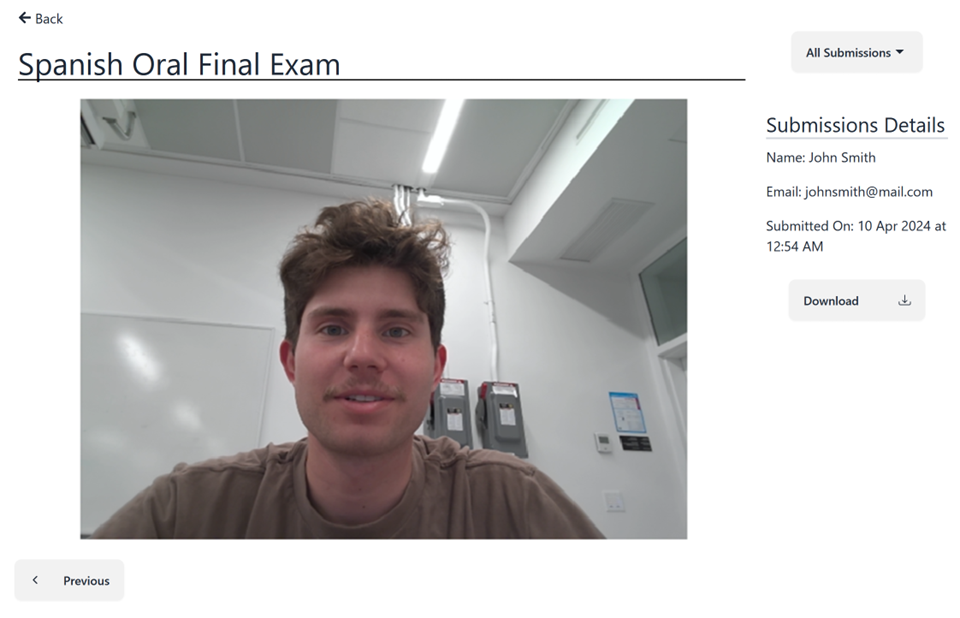 Back
Spanish Oral Final Exam
All Submissions
Submissions Details
Name: John Smith
Email: johnsmith@mail.com
Submitted On: 10 Apr 2024 at
12:54 AM
Download
Previous